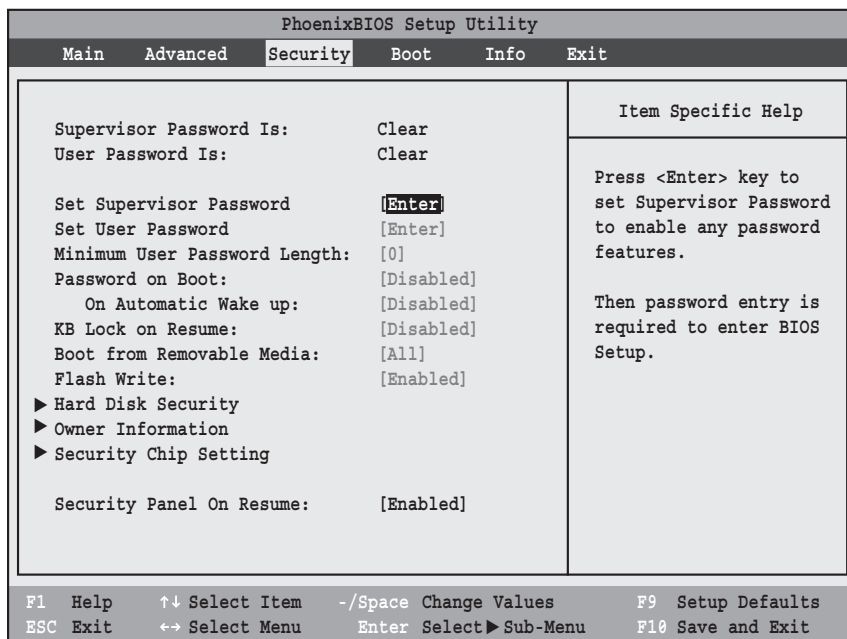 PhoenixBIOS Setup Utility
Main Advanced Security Boot Info Exit
Supervisor Password Is: Clear
User Password Is: Clear
Set Supervisor Password [Enter]
Set User Password [Enter]
Minimum User Password Length: [0]
Password on Boot: [Disabled]
On Automatic Wake up: [Disabled]
KB Lock on Resume: [Disabled]
Boot from Removable Media: [All]
Flash Write: [Enabled]
▶ Hard Disk Security
▶ Owner Information
▶ Security Chip Setting
Security Panel On Resume: [Enabled]
Item Specific Help
Press <Enter> key to
set Supervisor Password
to enable any password
features.
Then password entry is
required to enter BIOS
Setup.
F1 Help ↑↓ Select Item -/Space Change Values F9 Setup Defaults
ESC Exit ←→ Select Menu Enter Select ▶ Sub-Menu F10 Save and Exit